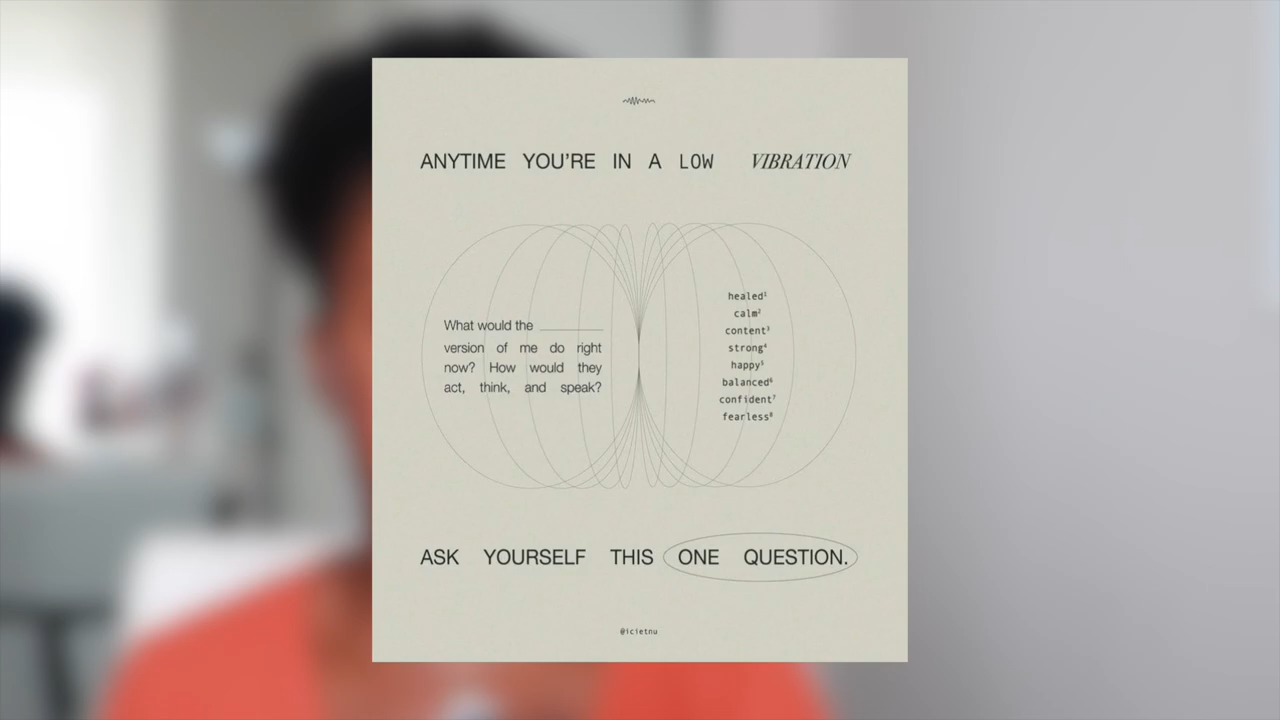 ANYTIME YOU'RE IN A LOW VIBRATION
What would the ________
version of me do right
now? How would they
act, think, and speak?
healed¹
calm²
content³
strong⁴
happy⁵
balanced⁶
confident⁷
fearless⁸
ASK YOURSELF THIS ONE QUESTION.
@icietnu